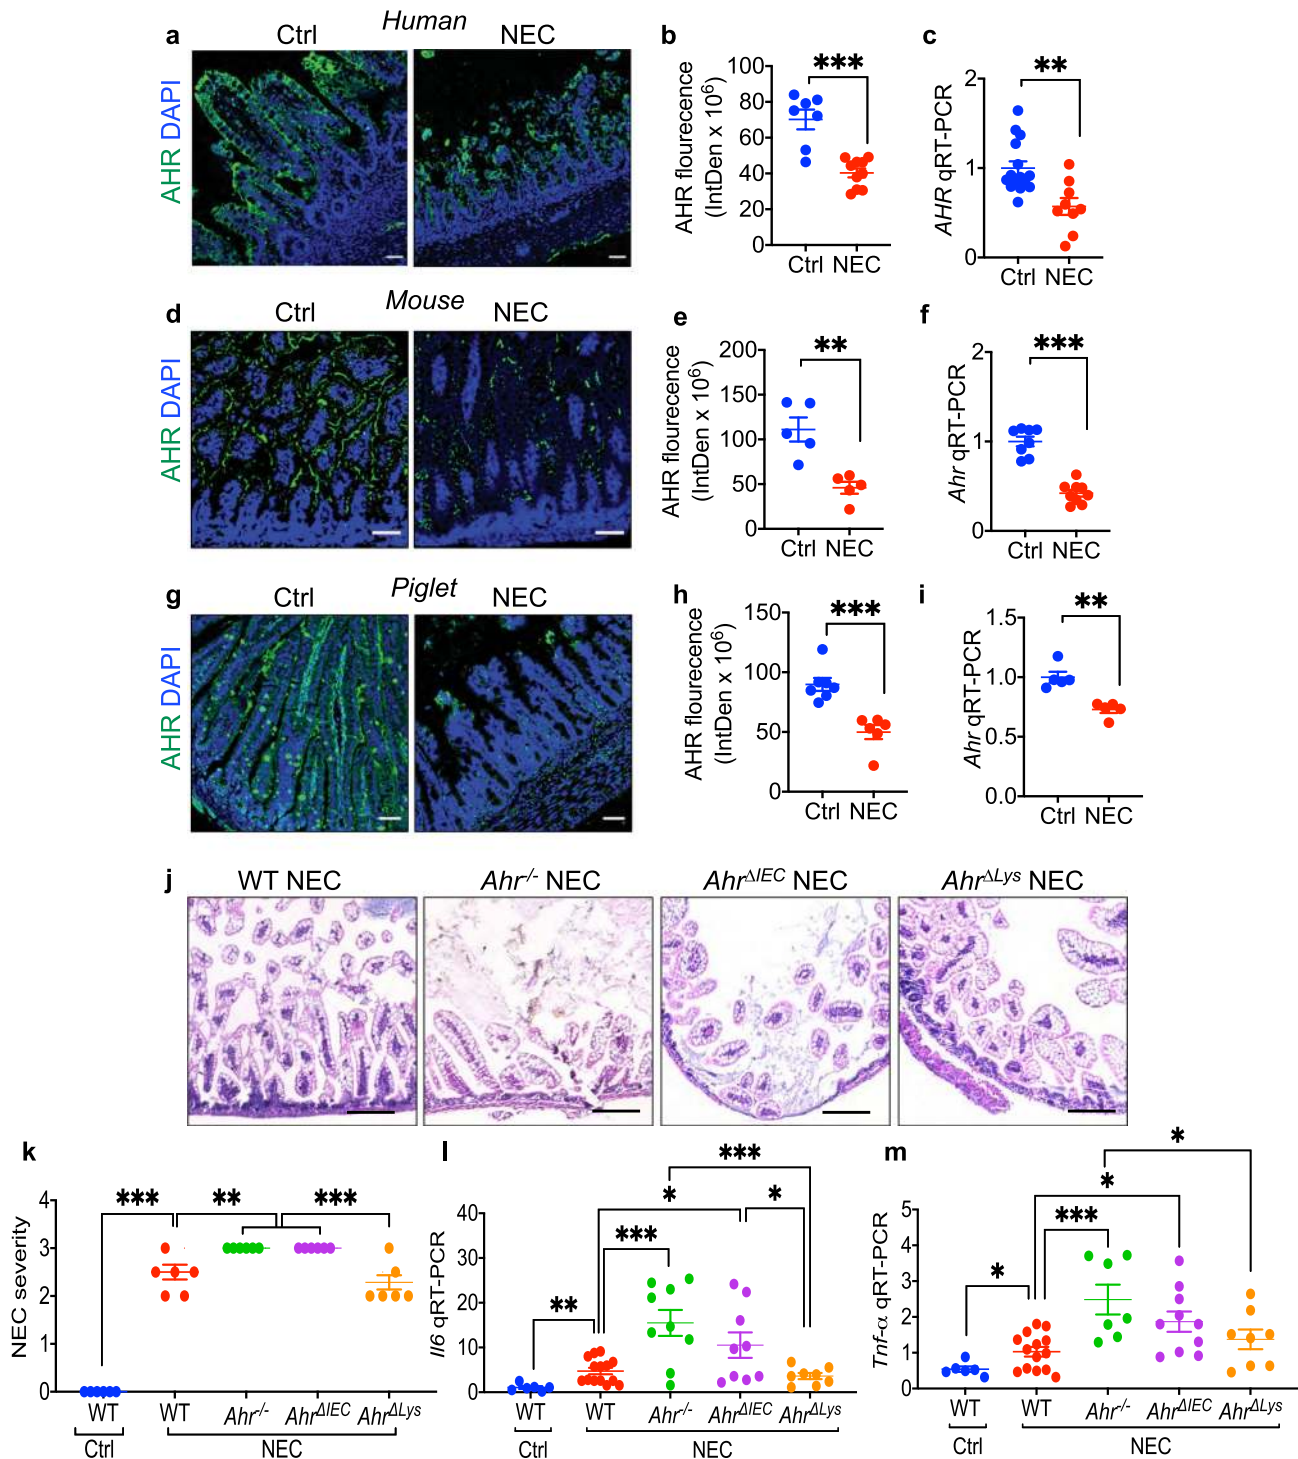 Human
a Ctrl NEC
AHR DAPI
b
AHR flourecence
(IntDen x 10⁶)
100
80
60
40
20
0
***
Ctrl NEC
c
AHR qRT-PCR
2
1
0
**
Ctrl NEC
Mouse
d Ctrl NEC
AHR DAPI
e
AHR flourecence
(IntDen x 10⁶)
200
150
100
50
0
**
Ctrl NEC
f
Ahr qRT-PCR
2
1
0
***
Ctrl NEC
Piglet
g Ctrl NEC
AHR DAPI
h
AHR flourecence
(IntDen x 10⁶)
150
100
50
0
***
Ctrl NEC
i
Ahr qRT-PCR
1.5
1.0
0.5
0.0
**
Ctrl NEC
j WT NEC Ahr⁻/⁻ NEC Ahr^ΔIEC NEC Ahr^ΔLys NEC
k
NEC severity
4
3
2
1
0
*** ** ***
WT WT Ahr⁻/⁻ Ahr^ΔIEC Ahr^ΔLys
Ctrl NEC
l
Il6 qRT-PCR
40
30
20
10
0
***
* *
***
**
WT WT Ahr⁻/⁻ Ahr^ΔIEC Ahr^ΔLys
Ctrl NEC
m
Tnf-α qRT-PCR
5
4
3
2
1
0
*
*
***
*
WT WT Ahr⁻/⁻ Ahr^ΔIEC Ahr^ΔLys
Ctrl NEC